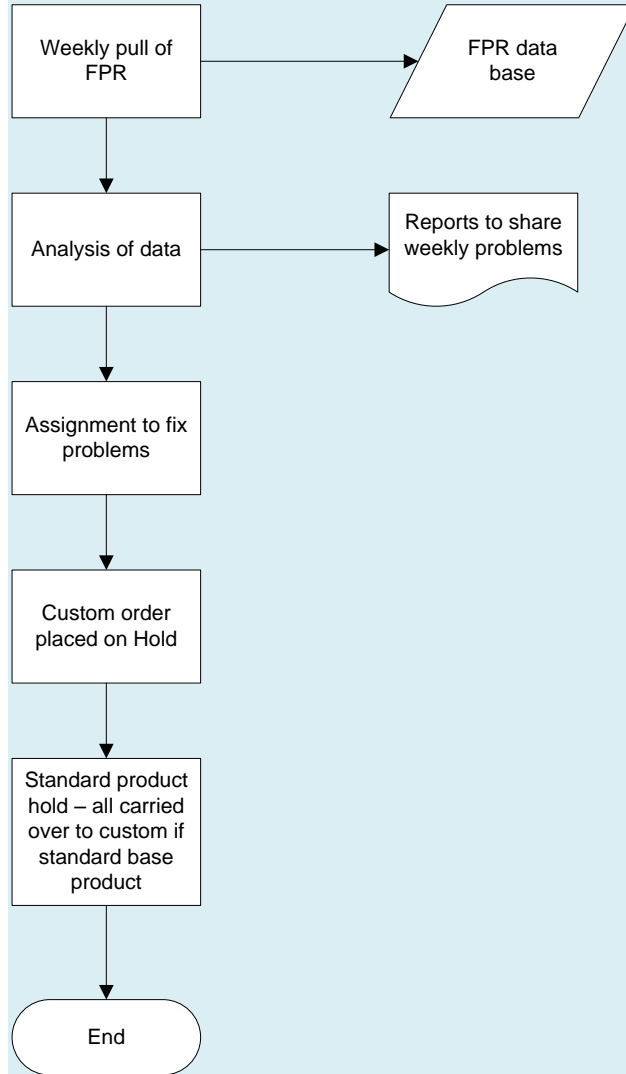 Weekly pull of
FPR
FPR data
base
Analysis of data
Reports to share
weekly problems
Assignment to fix
problems
Custom order
placed on Hold
Standard product
hold – all carried
over to custom if
standard base
product
End